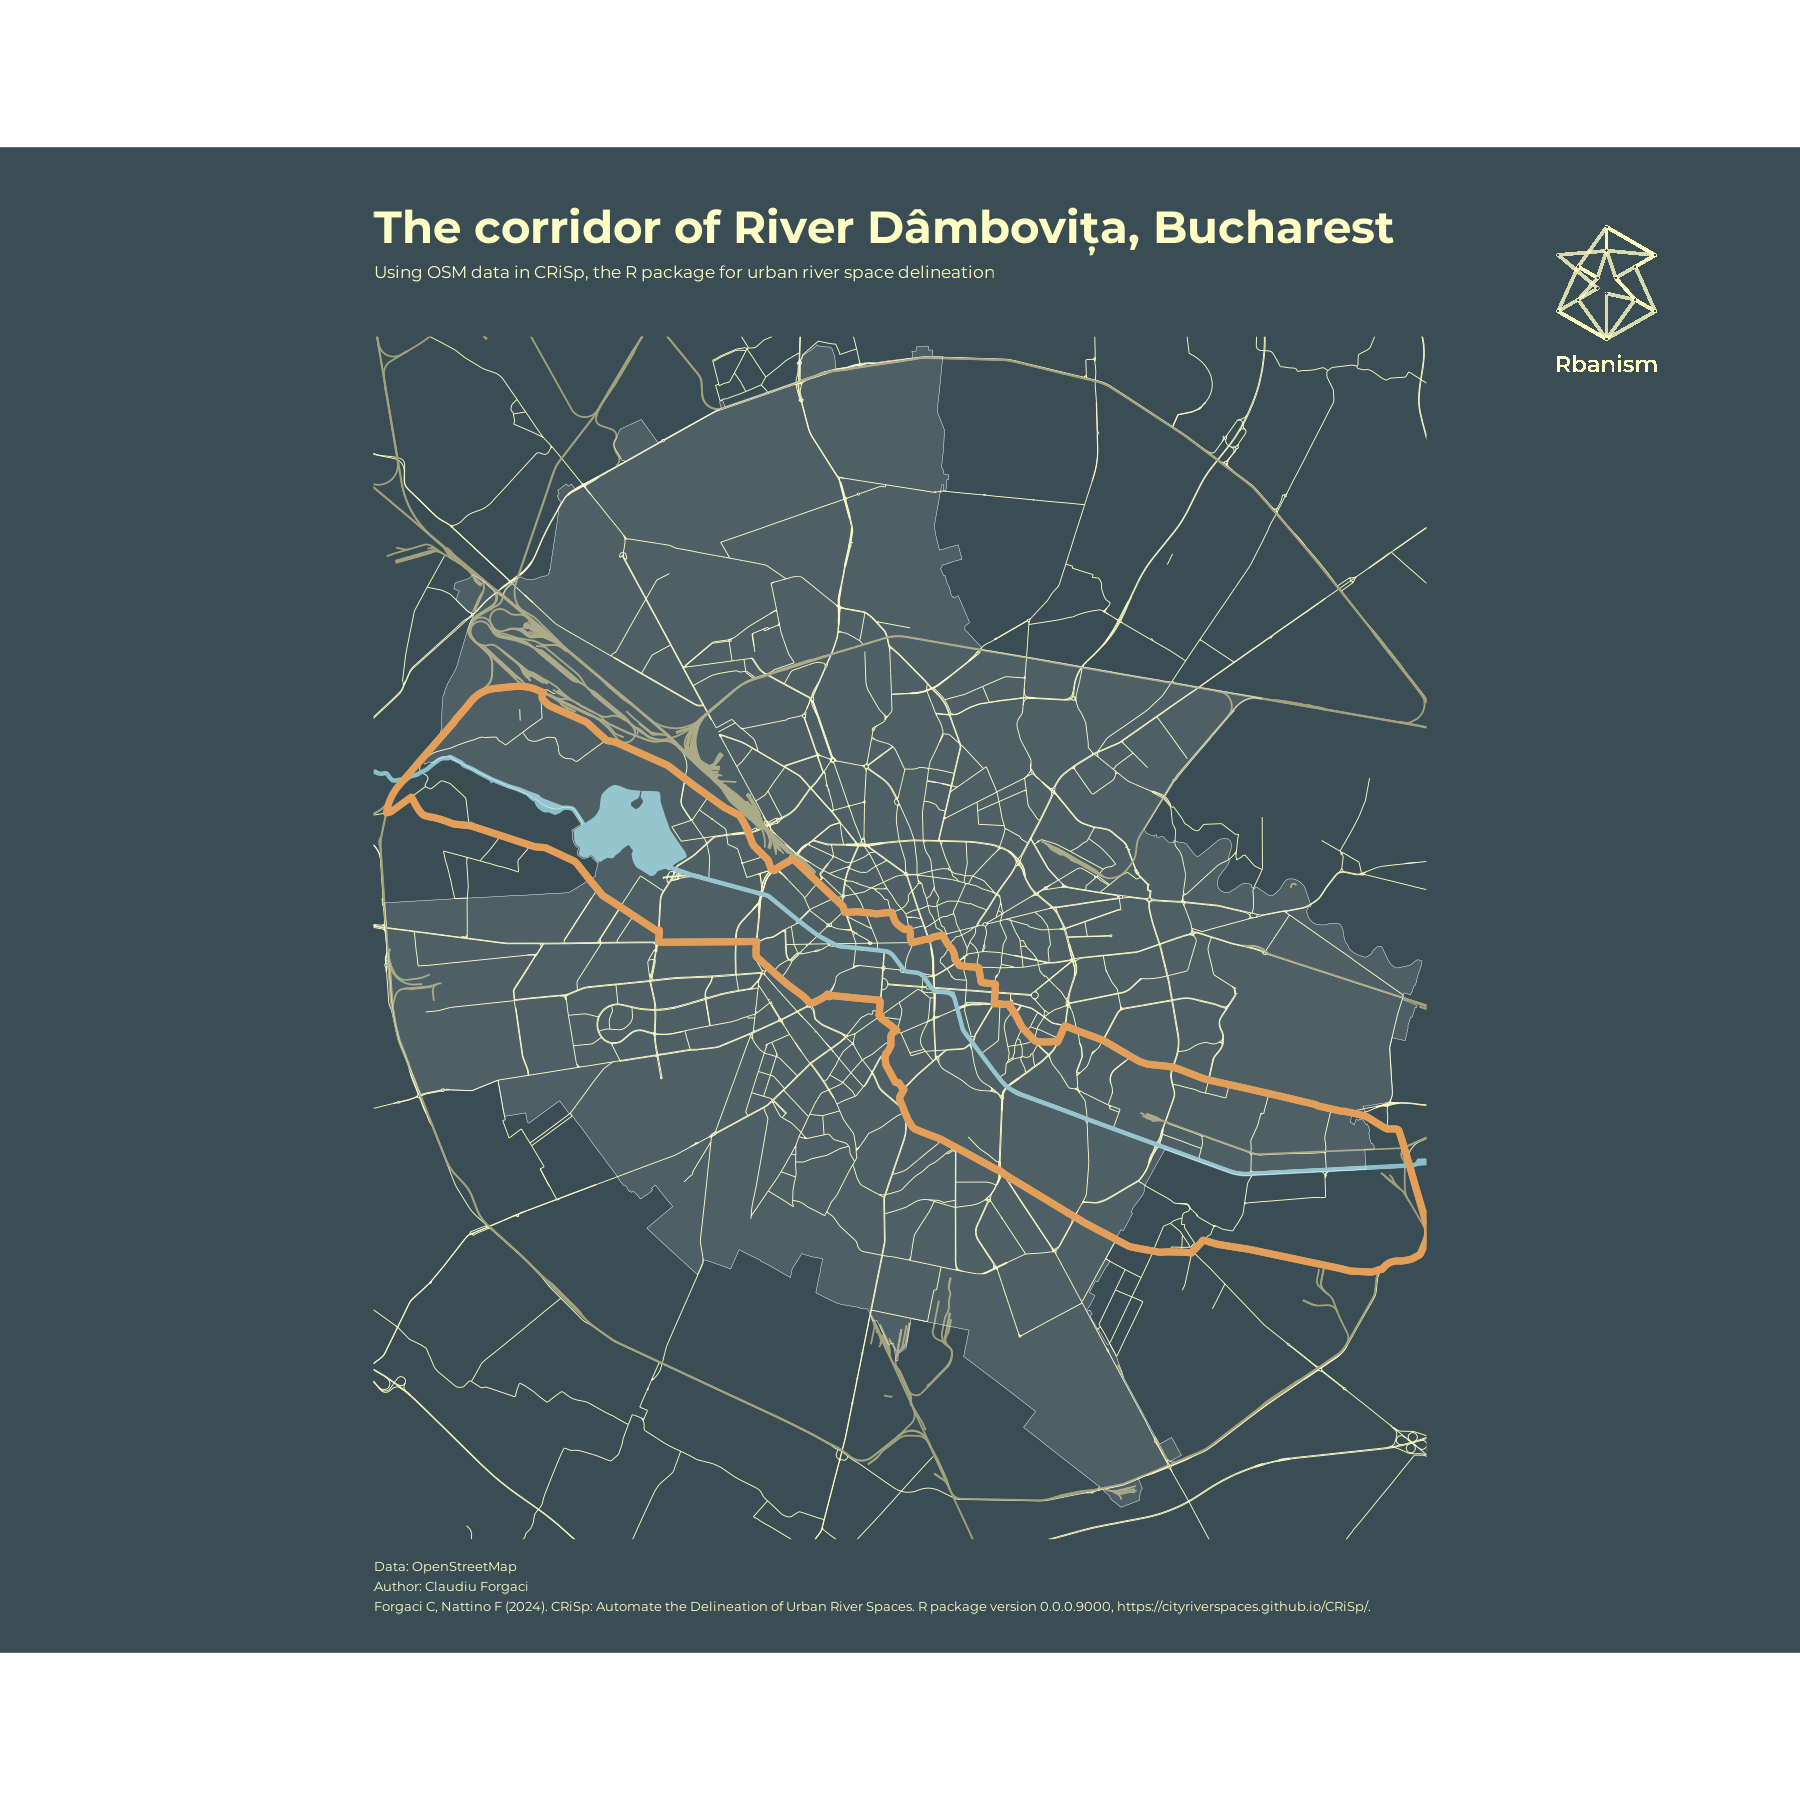 The corridor of River Dâmbovița, Bucharest
Using OSM data in CRiSp, the R package for urban river space delineation
Rbanism
Data: OpenStreetMap
Author: Claudiu Forgaci
Forgaci C, Nattino F (2024). CRiSp: Automate the Delineation of Urban River Spaces. R package version 0.0.0.9000, https://cityriverspaces.github.io/CRiSp/.